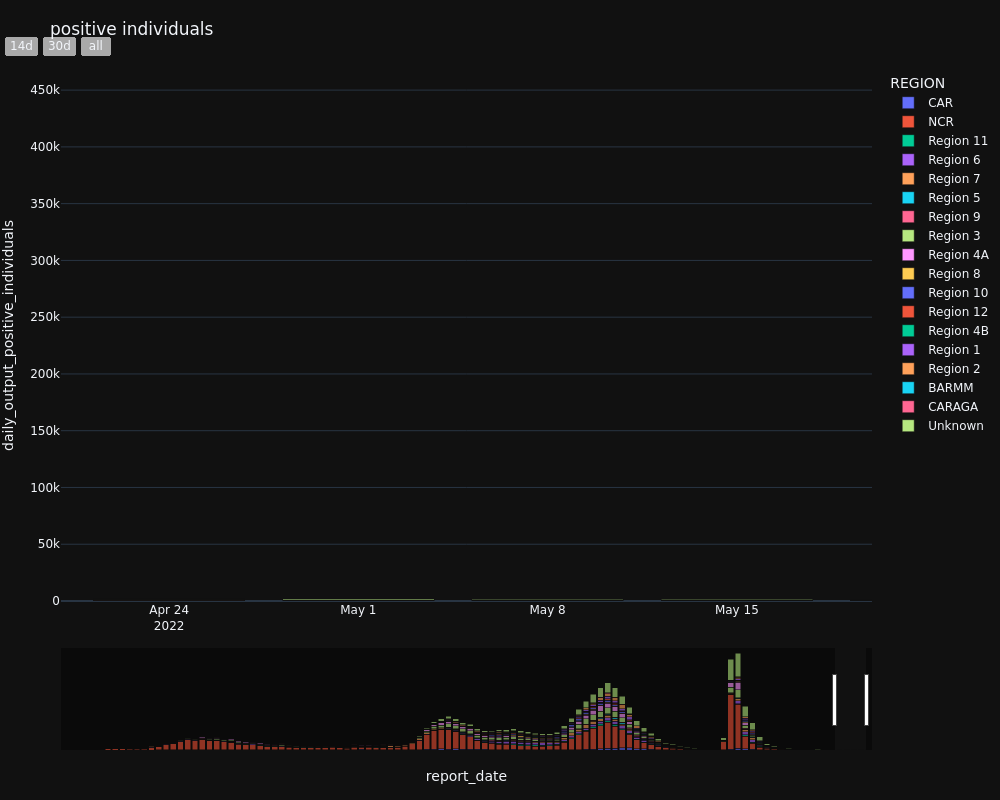 positive individuals
14d 30d all
450k
400k
350k
300k
250k
200k
150k
100k
50k
0
daily_output_positive_individuals
Apr 24 May 1 May 8 May 15
2022
report_date
REGION
CAR
NCR
Region 11
Region 6
Region 7
Region 5
Region 9
Region 3
Region 4A
Region 8
Region 10
Region 12
Region 4B
Region 1
Region 2
BARMM
CARAGA
Unknown